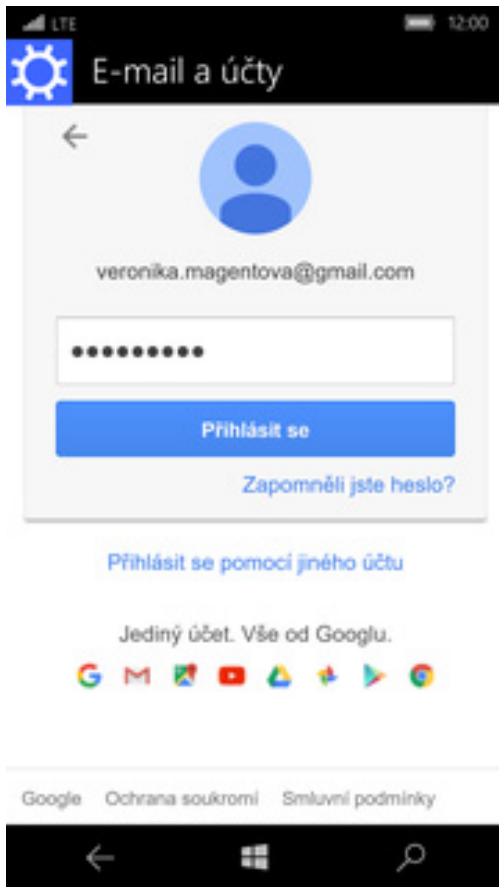 LTE 12:00
E-mail a účty
veronika.magentova@gmail.com
Přihlásit se
Zapomněli jste heslo?
Přihlásit se pomocí jiného účtu
Jediný účet. Vše od Googlu.
Google Ochrana soukromí Smluvní podmínky